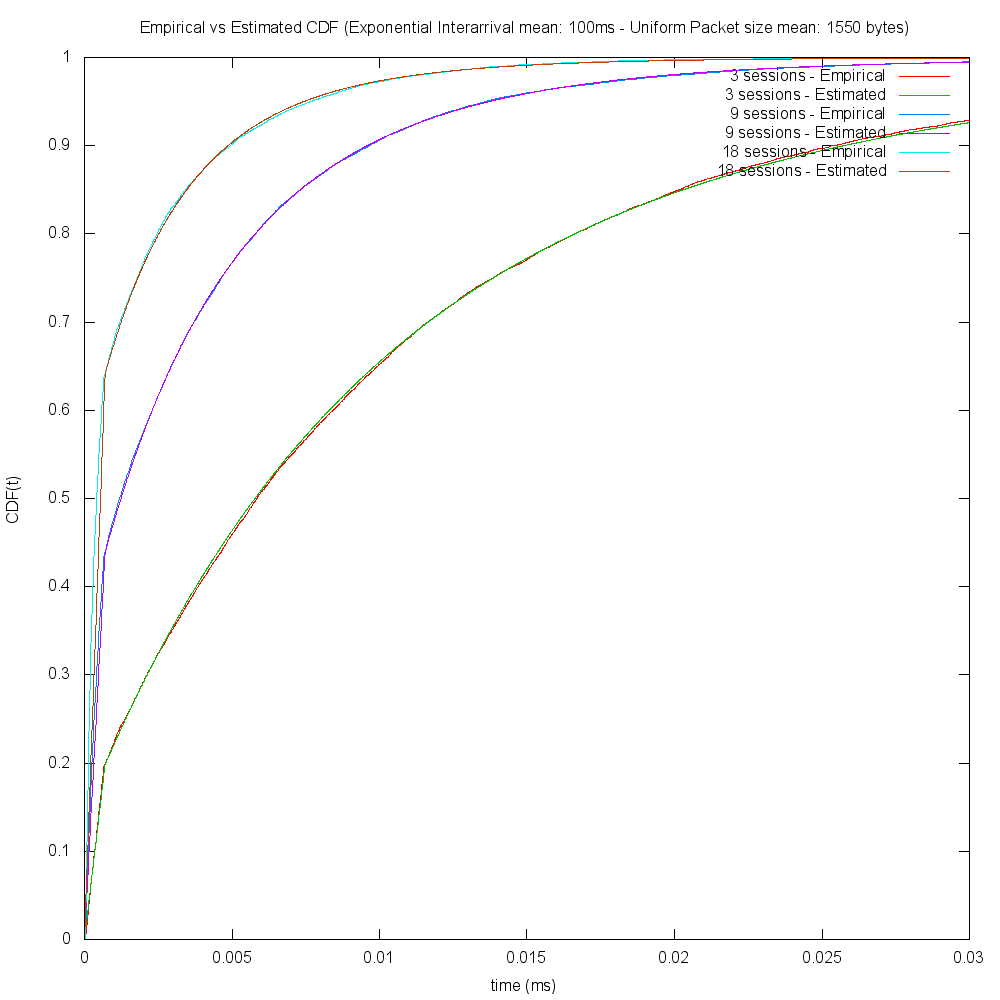 Empirical vs Estimated CDF (Exponential Interarrival mean: 100ms - Uniform Packet size mean: 1550 bytes)
1
3 sessions - Empirical
3 sessions - Estimated
9 sessions - Empirical
9 sessions - Estimated
18 sessions - Empirical
18 sessions - Estimated
0.9
0.8
0.7
0.6
0.5
CDF(t)
0.4
0.3
0.2
0.1
0
0 0.005 0.01 0.015 0.02 0.025 0.03
time (ms)